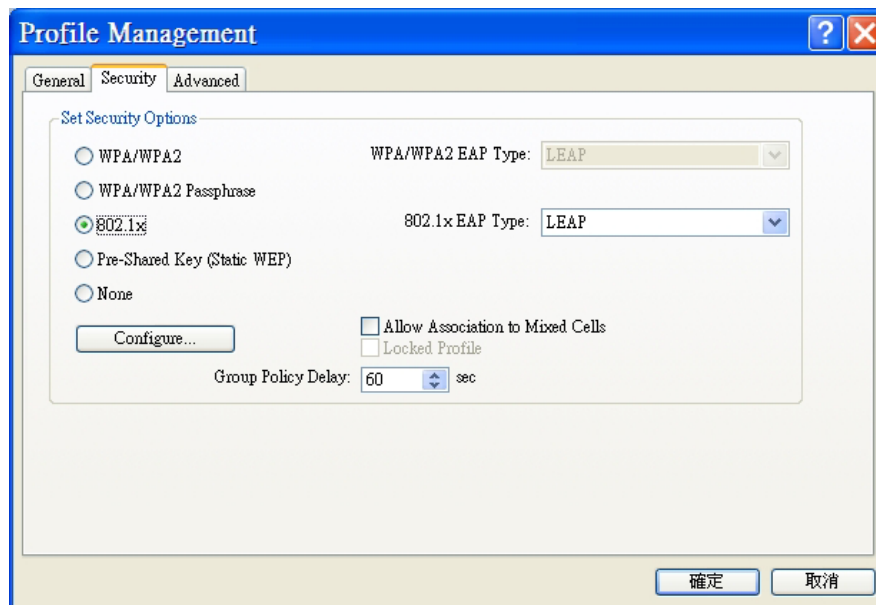 Profile Management
General Security Advanced
Set Security Options
WPA/WPA2 WPA/WPA2 EAP Type: LEAP
WPA/WPA2 Passphrase
802.1x 802.1x EAP Type: LEAP
Pre-Shared Key (Static WEP)
None
Configure... Allow Association to Mixed Cells
Locked Profile
Group Policy Delay: 60 sec
確定 取消